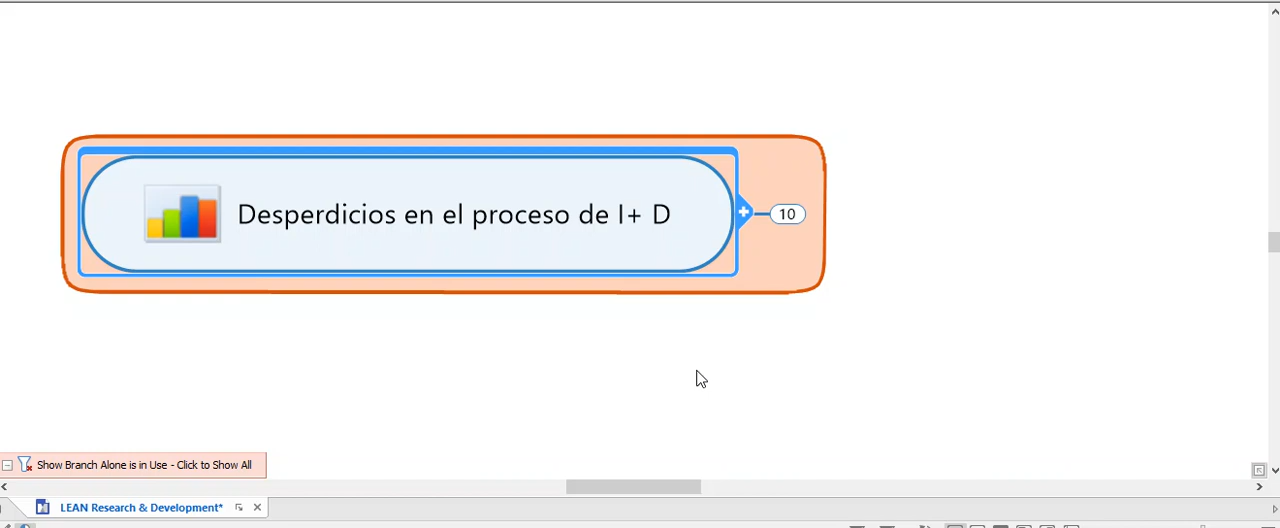 Desperdicios en el proceso de I+ D
10
Show Branch Alone is in Use - Click to Show All
LEAN Research & Development*